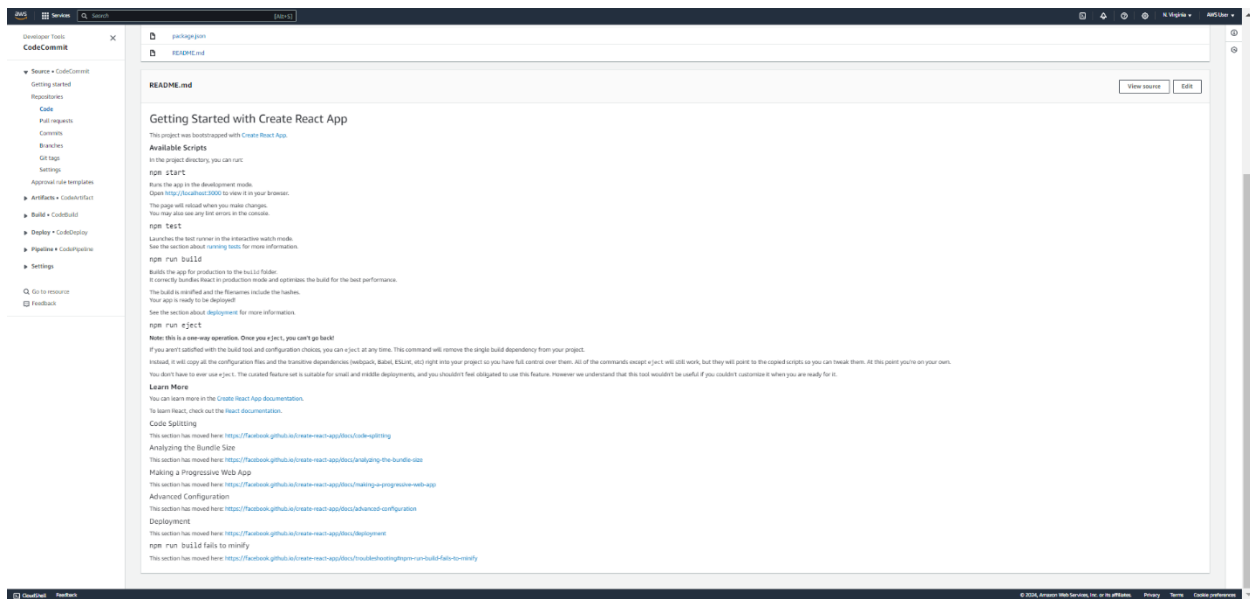 aws
Services
Search
[Alt+S]
N. Virginia
AWS User
Developer Tools
CodeCommit
Source • CodeCommit
Getting started
Repositories
Code
Pull requests
Commits
Branches
Git tags
Settings
Approval rule templates
Artifacts • CodeArtifact
Build • CodeBuild
Deploy • CodeDeploy
Pipeline • CodePipeline
Settings
Go to resource
Feedback
package.json
README.md
README.md
View source
Edit
Getting Started with Create React App
This project was bootstrapped with Create React App.
Available Scripts
In the project directory, you can run:
npm start
Runs the app in the development mode.
Open http://localhost:3000 to view it in your browser.
The page will reload when you make changes.
You may also see any lint errors in the console.
npm test
Launches the test runner in the interactive watch mode.
See the section about running tests for more information.
npm run build
Builds the app for production to the build folder.
It correctly bundles React in production mode and optimizes the build for the best performance.
The build is minified and the filenames include the hashes.
Your app is ready to be deployed!
See the section about deployment for more information.
npm run eject
Note: this is a one-way operation. Once you eject, you can't go back!
If you aren't satisfied with the build tool and configuration choices, you can eject at any time. This command will remove the single build dependency from your project.
Instead, it will copy all the configuration files and the transitive dependencies (webpack, Babel, ESLint, etc) right into your project so you have full control over them. All of the commands except eject will still work, but they will point to the copied scripts so you can tweak them. At this point you're on your own.
You don't have to ever use eject. The curated feature set is suitable for small and middle deployments, and you shouldn't feel obligated to use this feature. However we understand that this tool wouldn't be useful if you couldn't customize it when you are ready for it.
Learn More
You can learn more in the Create React App documentation.
To learn React, check out the React documentation.
Code Splitting
This section has moved here: https://facebook.github.io/create-react-app/docs/code-splitting
Analyzing the Bundle Size
This section has moved here: https://facebook.github.io/create-react-app/docs/analyzing-the-bundle-size
Making a Progressive Web App
This section has moved here: https://facebook.github.io/create-react-app/docs/making-a-progressive-web-app
Advanced Configuration
This section has moved here: https://facebook.github.io/create-react-app/docs/advanced-configuration
Deployment
This section has moved here: https://facebook.github.io/create-react-app/docs/deployment
npm run build fails to minify
This section has moved here: https://facebook.github.io/create-react-app/docs/troubleshooting#npm-run-build-fails-to-minify
CloudShell
Feedback
© 2024, Amazon Web Services, Inc. or its affiliates.
Privacy
Terms
Cookie preferences